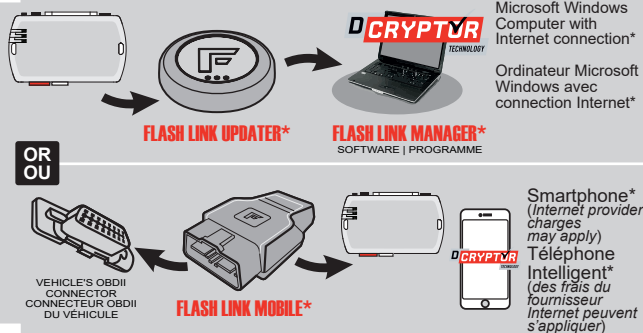 D CRYPTYR
TECHNOLOGY
Microsoft Windows
Computer with
Internet connection*
Ordinateur Microsoft
Windows avec
connection Internet*
FLASH LINK UPDATER*
FLASH LINK MANAGER*
SOFTWARE | PROGRAMME
OR
OU
VEHICLE'S OBDII
CONNECTOR
CONNECTEUR OBDII
DU VÉHICULE
FLASH LINK MOBILE*
D CRYPTYR
TECHNOLOGY
Smartphone*
(Internet provider
charges
may apply)
Téléphone
Intelligent*
(des frais du
fournisseur
Internet peuvent
s'appliquer)